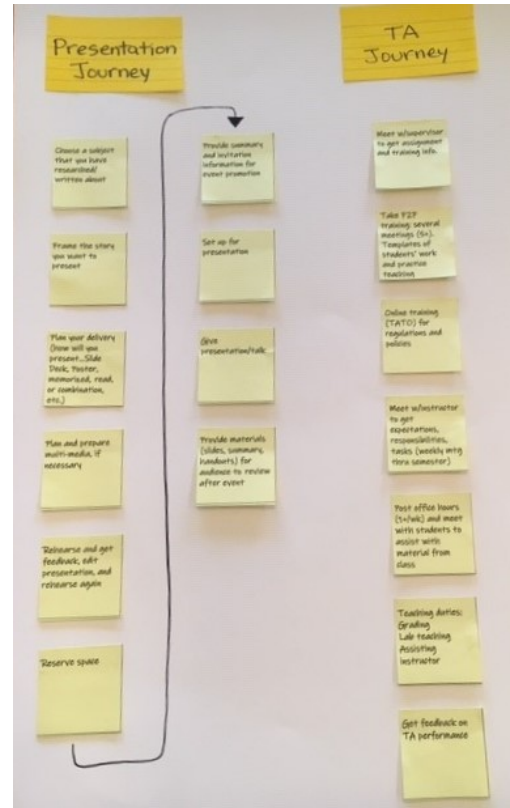 Presentation
Journey
Choose a subject
that you have
researched/
written about
Frame the story
you want to
present
Plan your delivery
(how will you
present...Slide
Deck, Poster,
memorized, read,
or combination,
etc.)
Plan and prepare
multi-media, if
necessary
Rehearse and get
feedback, edit
presentation, and
rehearse again
Reserve space
Provide summary
and invitation
information for
event promotion
Set up for
presentation
Give
presentation/talk
Provide materials
(slides, summary,
handouts) for
audience to review
after event
TA
Journey
Meet w/supervisor
to get assignment
and training info.
Take F2F
training: several
meetings (5x).
Templates of
students' work
and practice
teaching
Online training
(TATO) for
regulations and
policies
Meet w/instructor
to get
expectations,
responsibilities,
tasks (weekly mtg
thru semester)
Post office hours
(1x/wk) and meet
with students to
assist with
material from
class
Teaching duties:
Grading
Lab teaching
Assisting
instructor
Get feedback on
TA performance